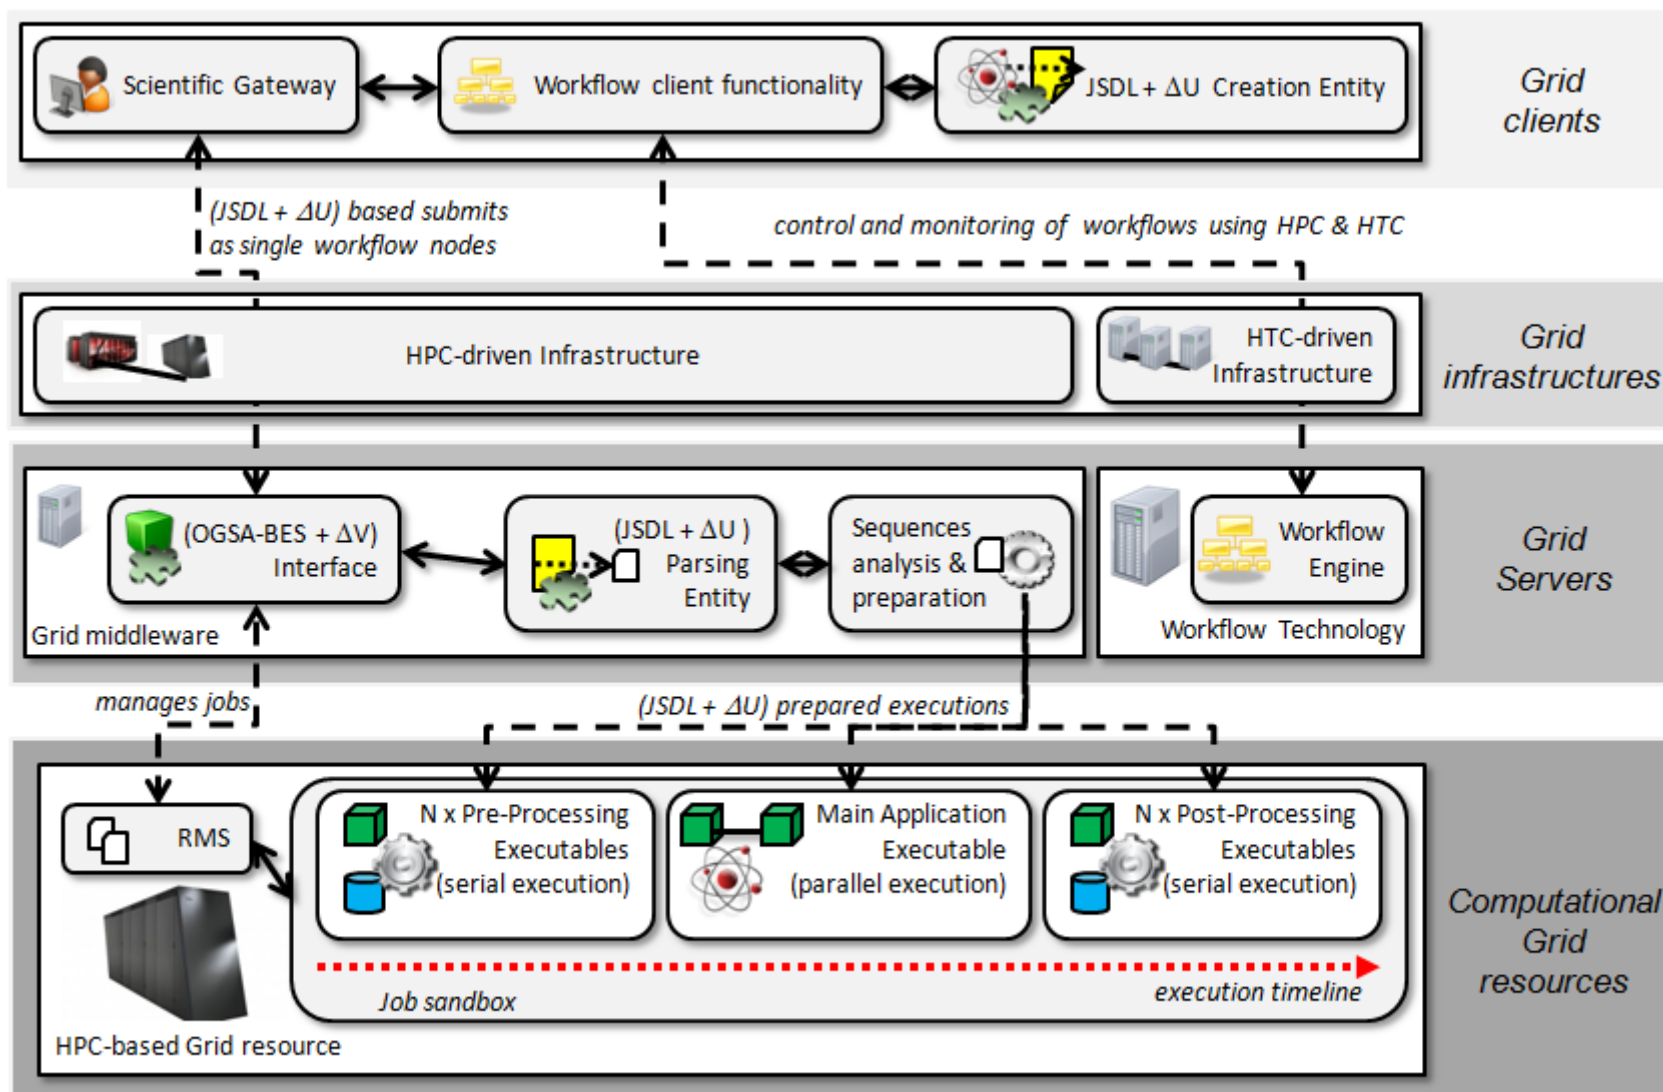 Scientific Gateway
Workflow client functionality
JSDL + ΔU Creation Entity
Grid
clients
(JSDL + ΔU) based submits
as single workflow nodes
control and monitoring of workflows using HPC & HTC
HPC-driven Infrastructure
HTC-driven
Infrastructure
Grid
infrastructures
(OGSA-BES + ΔV)
Interface
(JSDL + ΔU )
Parsing
Entity
Sequences
analysis &
preparation
Grid middleware
Workflow
Engine
Workflow Technology
Grid
Servers
manages jobs
(JSDL + ΔU) prepared executions
RMS
N x Pre-Processing
Executables
(serial execution)
Main Application
Executable
(parallel execution)
N x Post-Processing
Executables
(serial execution)
Job sandbox
execution timeline
HPC-based Grid resource
Computational
Grid
resources